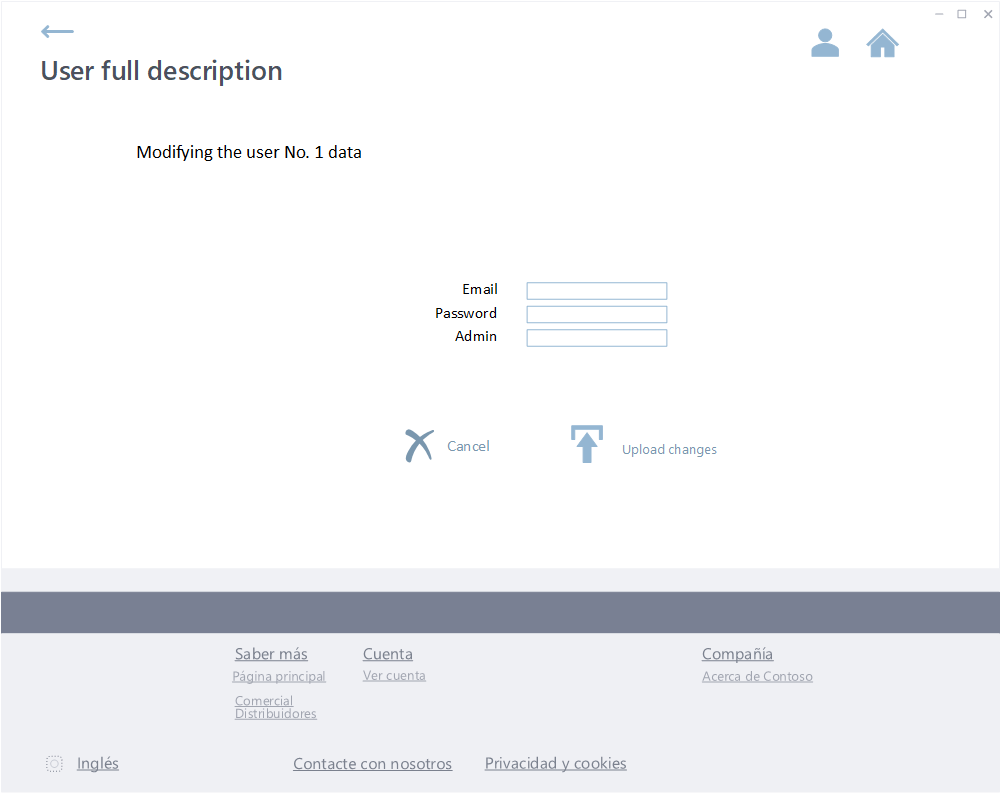 User full description
Modifying the user No. 1 data
Email
Password
Admin
Cancel
Upload changes
Saber más
Cuenta
Compañía
Página principal
Ver cuenta
Acerca de Contoso
Comercial
Distribuidores
Inglés
Contacte con nosotros
Privacidad y cookies